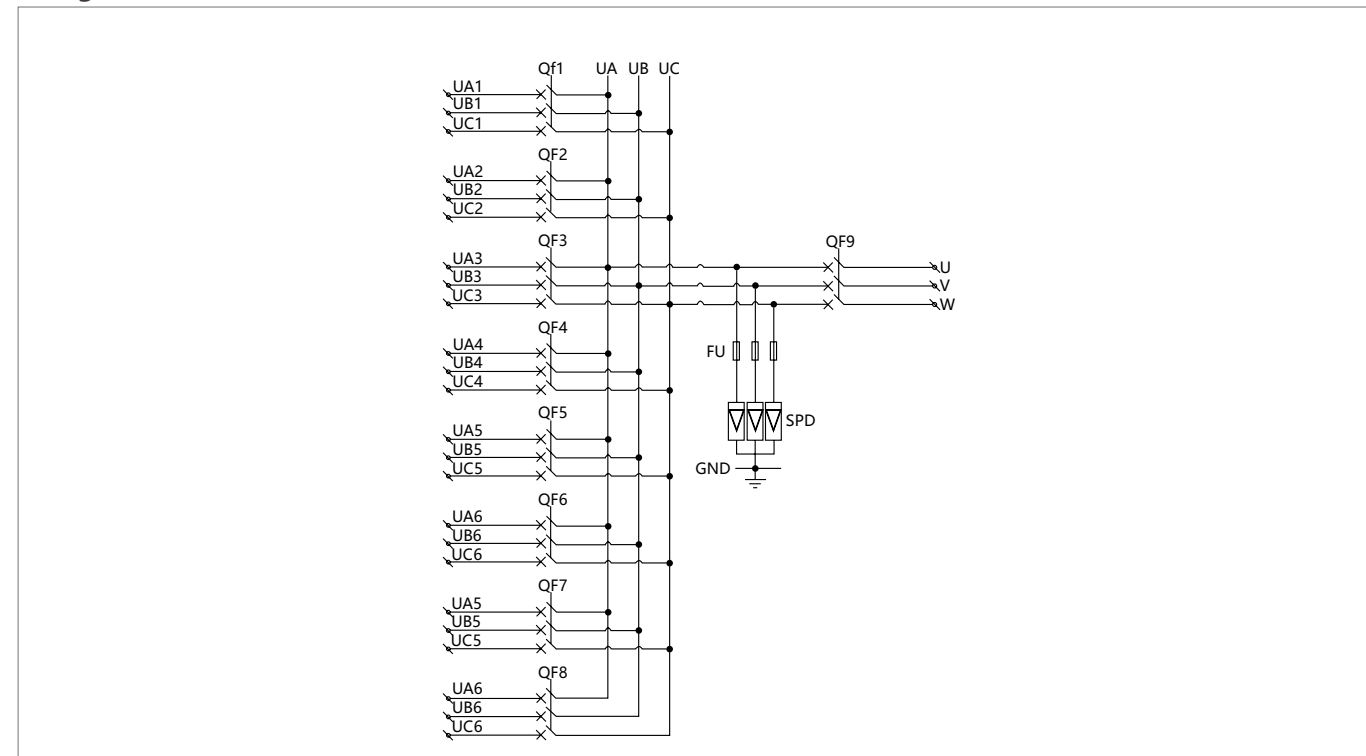 Qf1 UA UB UC
UA1
UB1
UC1
QF2
UA2
UB2
UC2
QF3 QF9
UA3 U
UB3 V
UC3 W
QF4
UA4 FU
UB4
UC4
QF5
SPD
UA5
UB5
UC5 GND
QF6
UA6
UB6
UC6
QF7
UA5
UB5
UC5
QF8
UA6
UB6
UC6